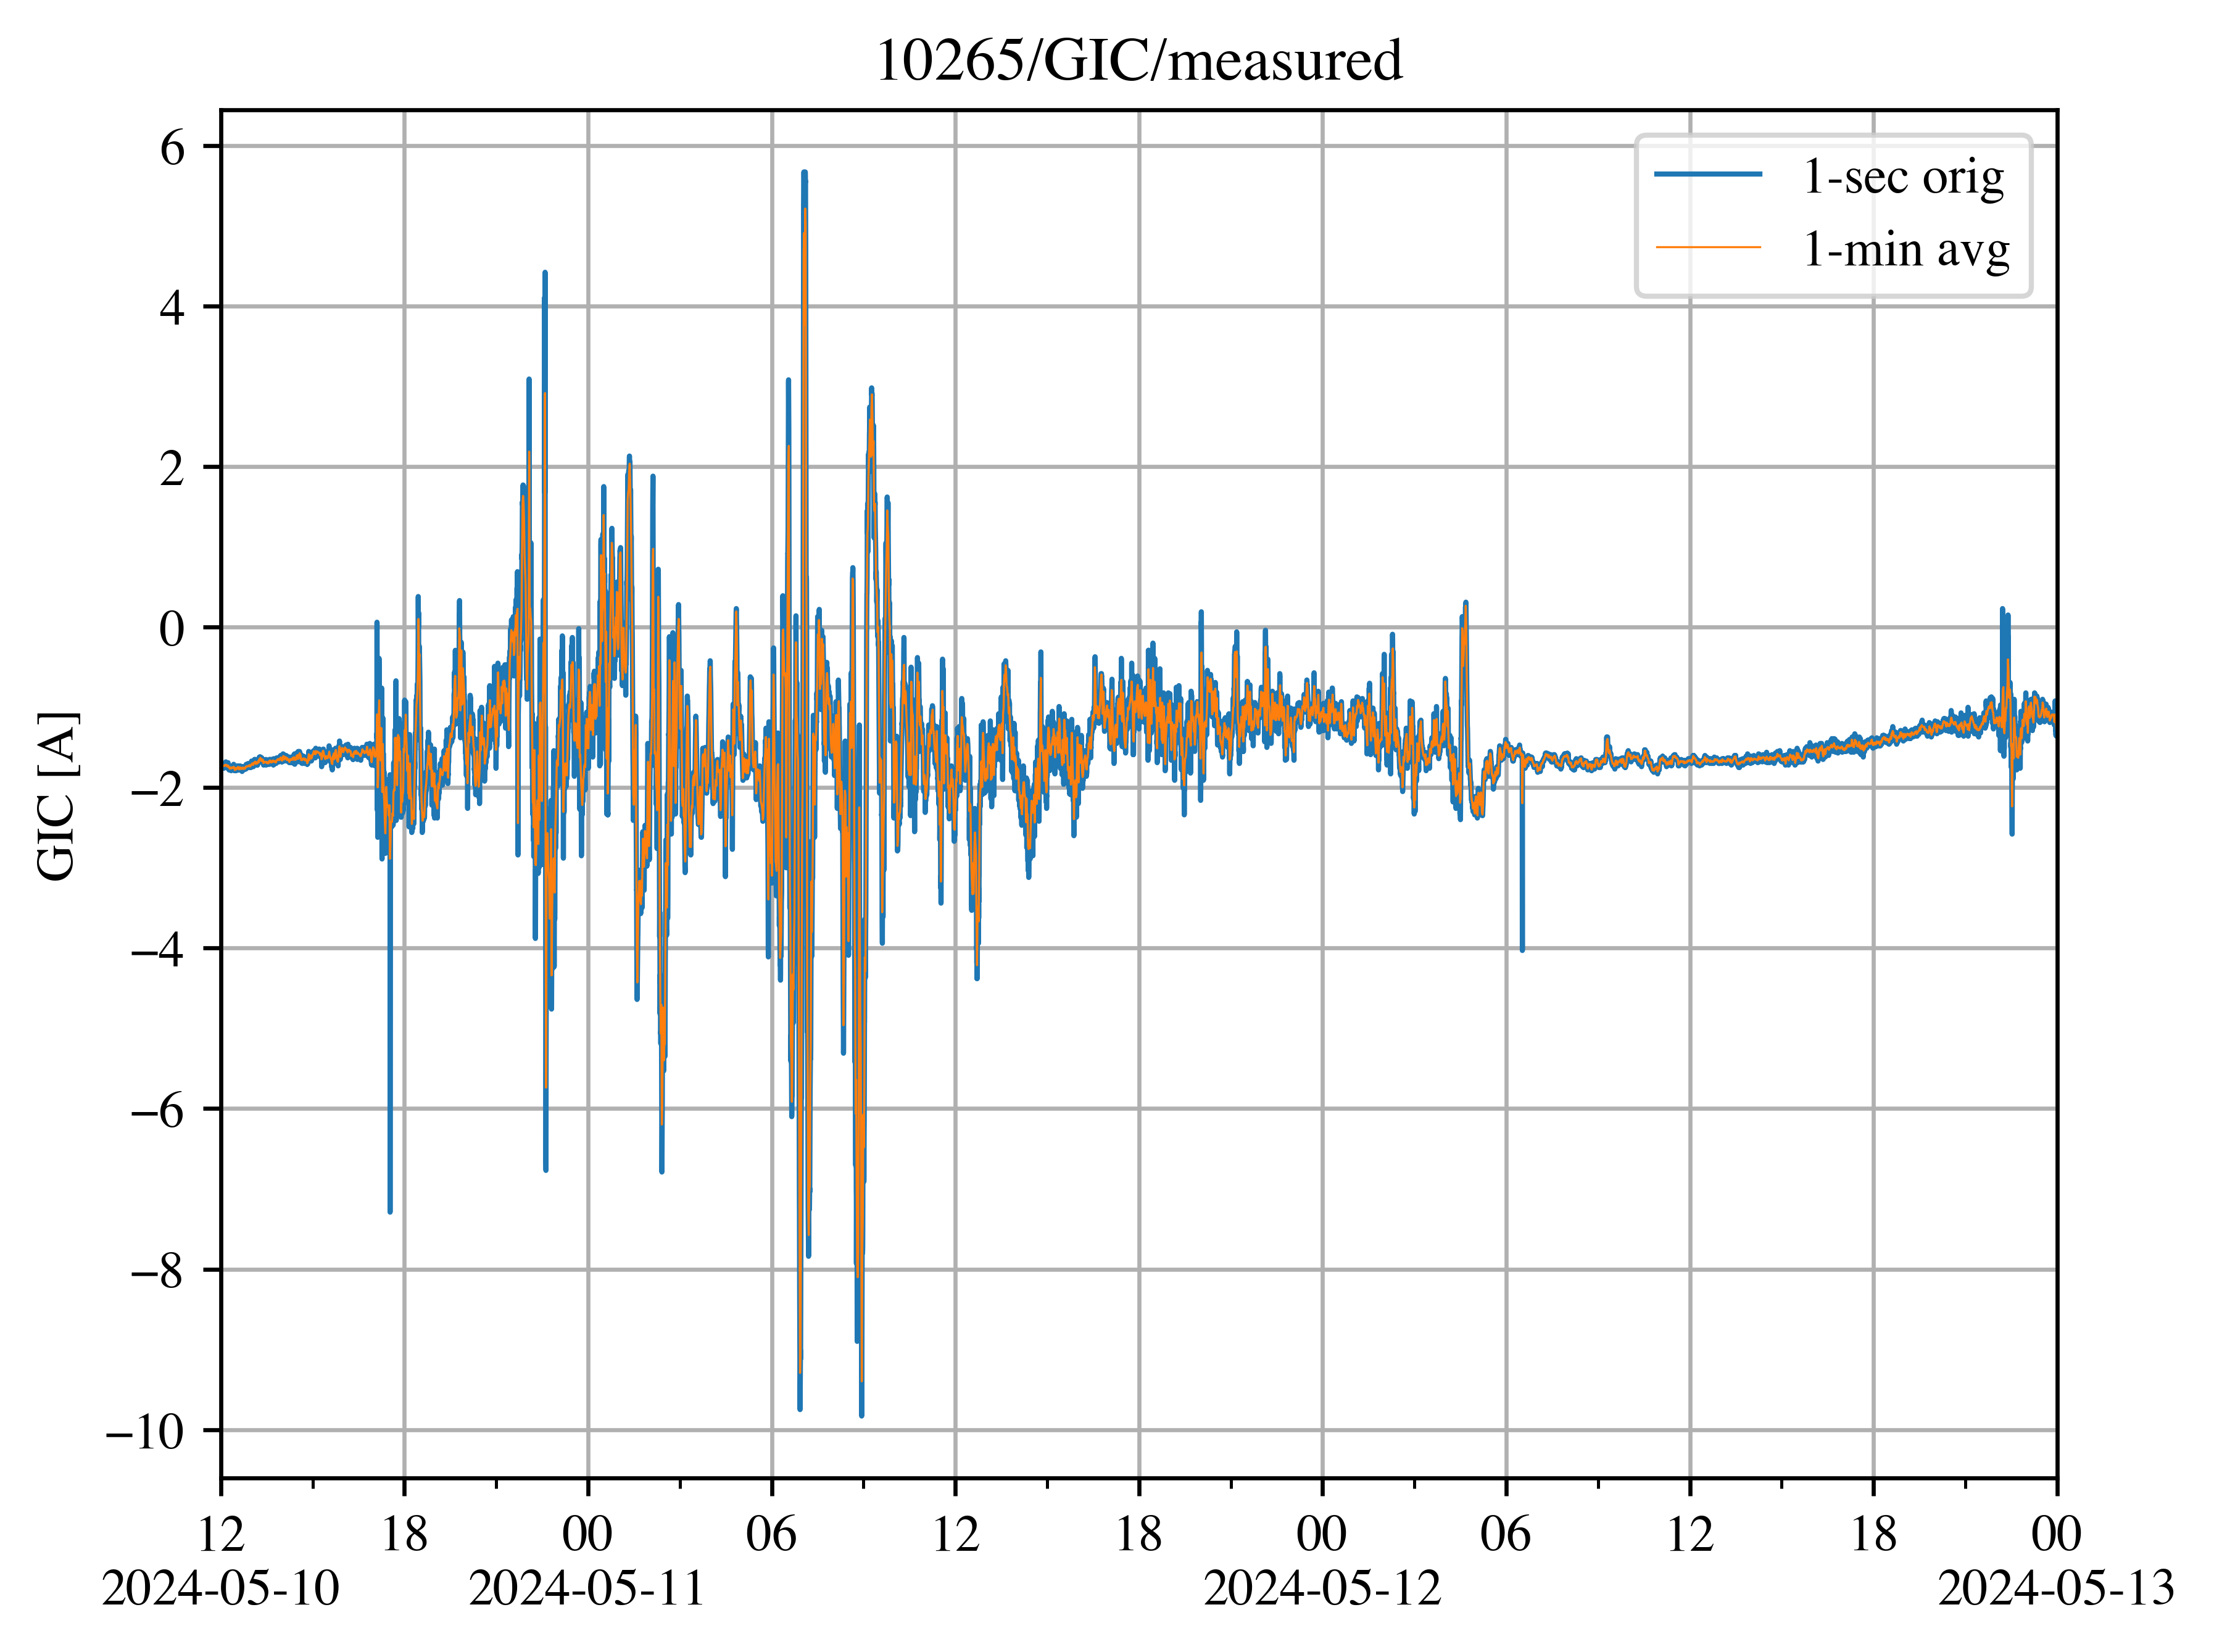 10265/GIC/measured
1-sec orig
1-min avg
GIC [A]
6
4
2
0
−2
−4
−6
−8
−10
12 18 00 06 12 18 00 06 12 18 00
2024-05-10 2024-05-11 2024-05-12 2024-05-13